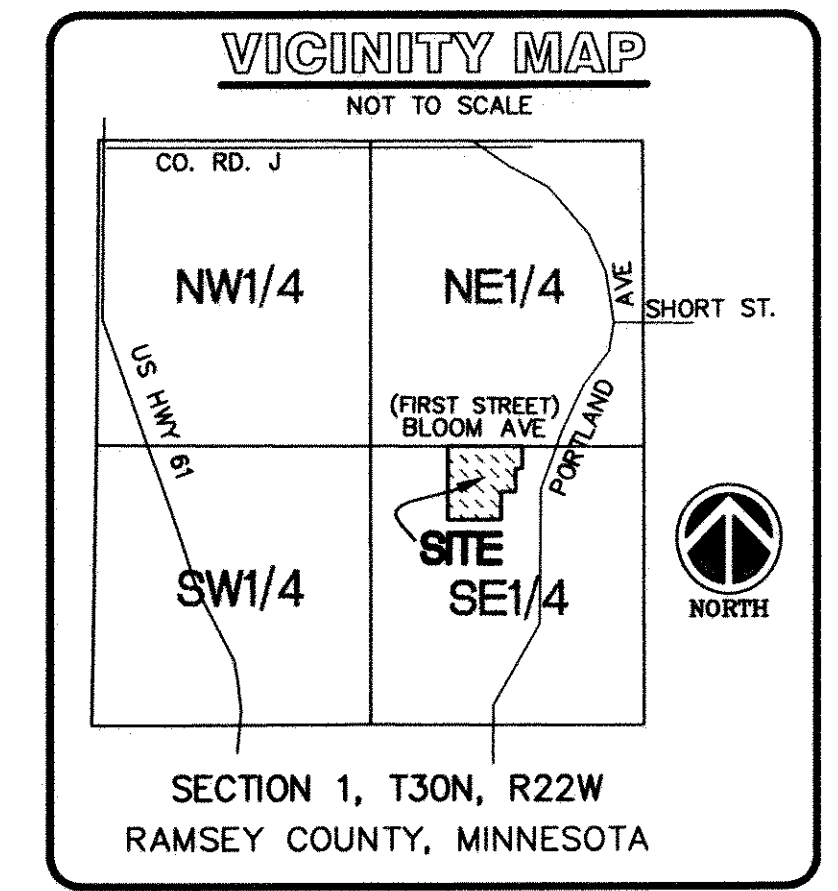 VICINITY MAP
NOT TO SCALE
CO. RD. J
NW1/4
NE1/4
AVE
SHORT ST.
US HWY 61
(FIRST STREET)
BLOOM AVE
PORTLAND
SITE
SW1/4
SE1/4
NORTH
SECTION 1, T30N, R22W
RAMSEY COUNTY, MINNESOTA